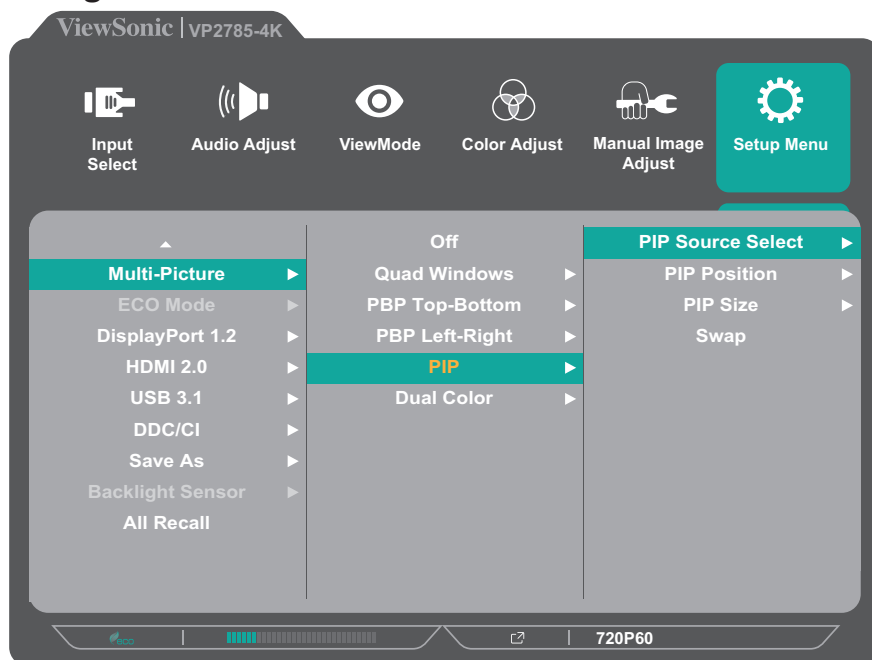 ViewSonic | VP2785-4K
Input Select
Audio Adjust
ViewMode
Color Adjust
Manual Image Adjust
Setup Menu
Multi-Picture
ECO Mode
DisplayPort 1.2
HDMI 2.0
USB 3.1
DDC/CI
Save As
Backlight Sensor
All Recall
Off
Quad Windows
PBP Top-Bottom
PBP Left-Right
PIP
Dual Color
PIP Source Select
PIP Position
PIP Size
Swap
eco
720P60